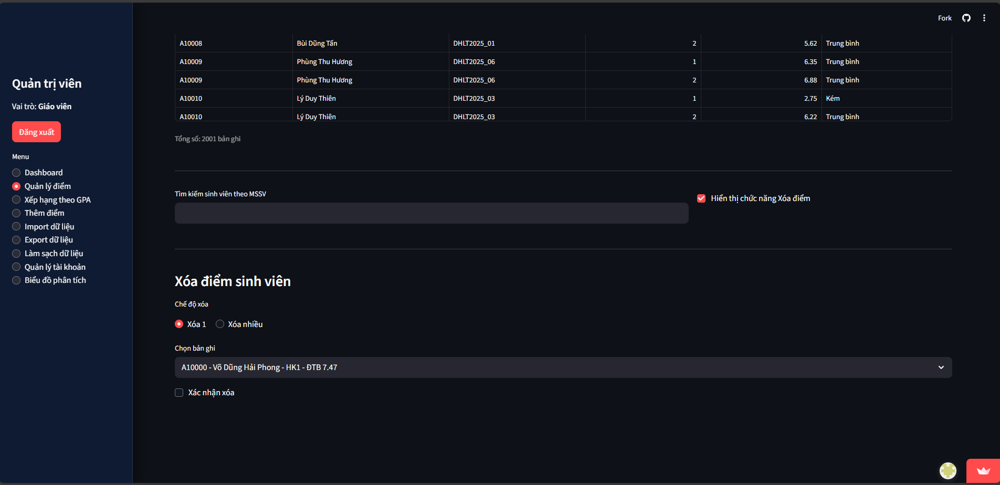 Fork
Quản trị viên
Vai trò: Giáo viên
Đăng xuất
Menu
Dashboard
Quản lý điểm
Xếp hạng theo GPA
Thêm điểm
Import dữ liệu
Export dữ liệu
Làm sạch dữ liệu
Quản lý tài khoản
Biểu đồ phân tích
A10008 Bùi Dũng Tấn DHLT2025_01 2 5.62 Trung bình
A10009 Phùng Thu Hương DHLT2025_06 1 6.35 Trung bình
A10009 Phùng Thu Hương DHLT2025_06 2 6.88 Trung bình
A10010 Lý Duy Thiên DHLT2025_03 1 2.75 Kém
A10010 Lý Duy Thiên DHLT2025_03 2 6.22 Trung bình
Tổng số: 2001 bản ghi
Tìm kiếm sinh viên theo MSSV
Hiển thị chức năng Xóa điểm
Xóa điểm sinh viên
Chế độ xóa
Xóa 1 Xóa nhiều
Chọn bản ghi
A10000 - Võ Dũng Hải Phong - HK1 - ĐTB 7.47
Xác nhận xóa